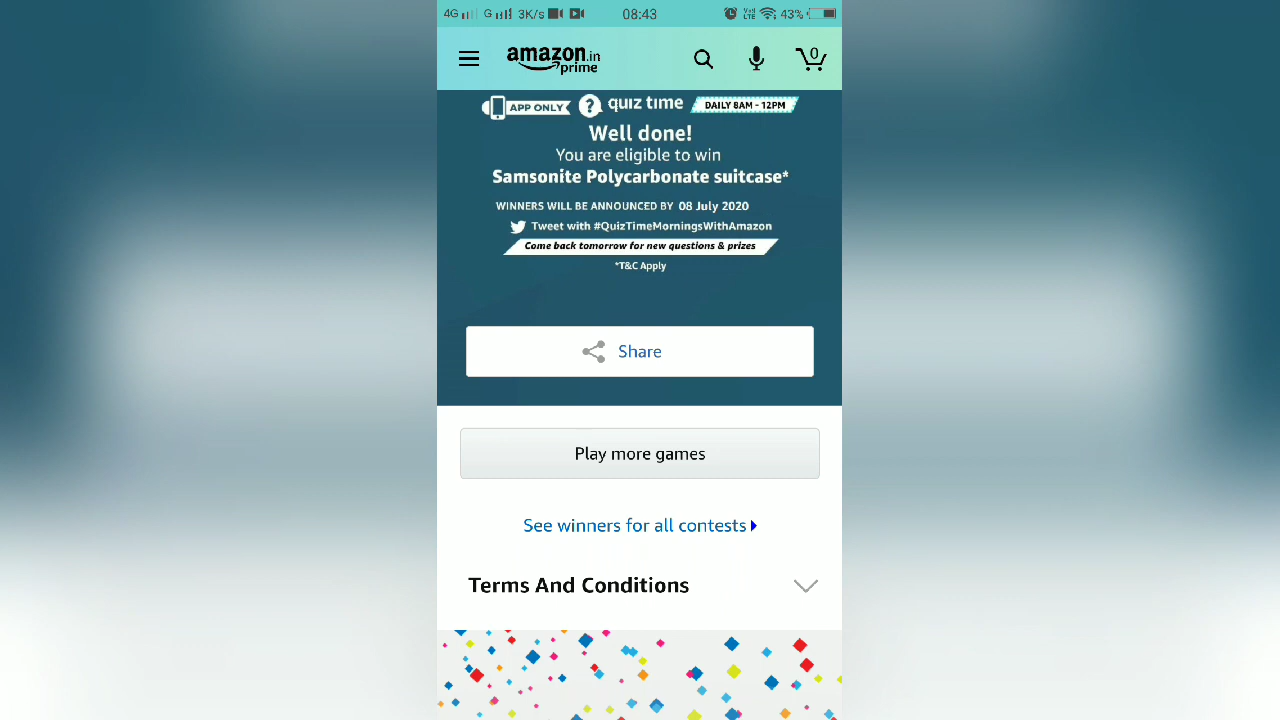 4G G 3K/s 08:43 VoD LTE 43%
amazon.in
prime
0
APP ONLY ? quiz time DAILY 8AM - 12PM
Well done!
You are eligible to win
Samsonite Polycarbonate suitcase*
WINNERS WILL BE ANNOUNCED BY 08 July 2020
Tweet with #QuizTimeMorningsWithAmazon
Come back tomorrow for new questions & prizes
*T&C Apply
Share
Play more games
See winners for all contests
Terms And Conditions